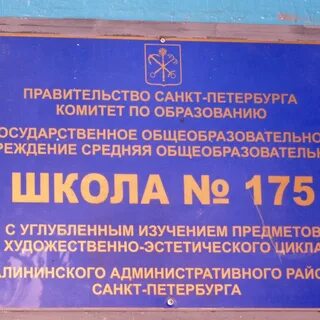 ПРАВИТЕЛЬСТВО САНКТ-ПЕТЕРБУРГА
КОМИТЕТ ПО ОБРАЗОВАНИЮ
ОСУДАРСТВЕННОЕ ОБЩЕОБРАЗОВАТЕЛЬНО
РЕЖДЕНИЕ СРЕДНЯЯ ОБЩЕОБРАЗОВАТЕЛЬН
ШКОЛА № 175
С УГЛУБЛЕННЫМ ИЗУЧЕНИЕМ ПРЕДМЕТОВ
ХУДОЖЕСТВЕННО-ЭСТЕТИЧЕСКОГО ЦИКЛА
АЛИНИНСКОГО АДМИНИСТРАТИВНОГО РАЙО
САНКТ-ПЕТЕРБУРГА